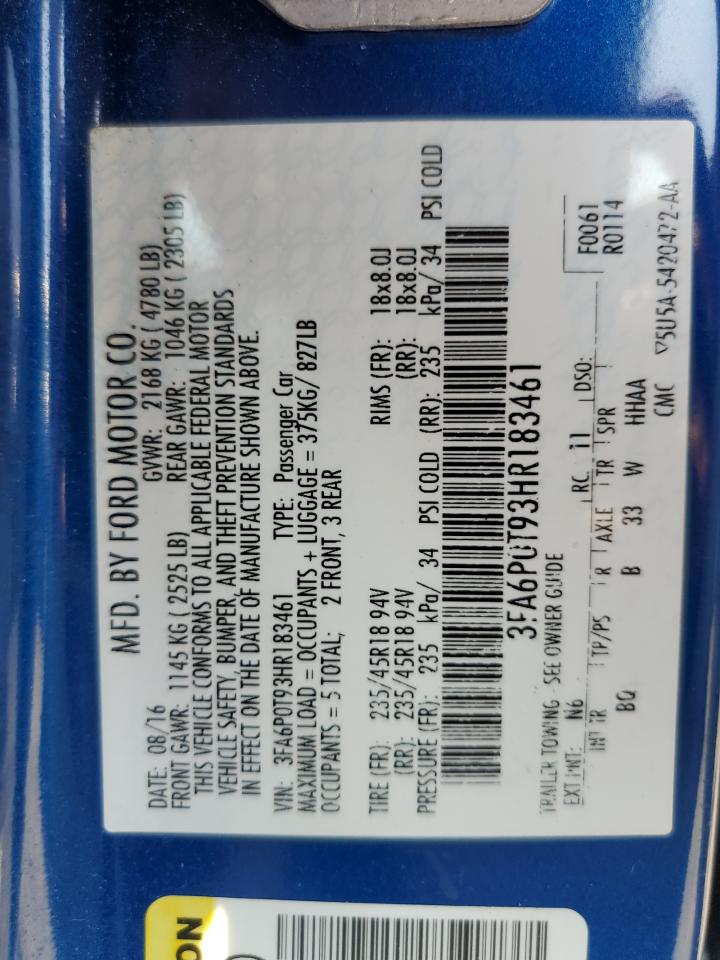 MFD. BY FORD MOTOR CO.
DATE: 08/16 GVWR: 2168 KG ( 4780 LB)
FRONT GAWR: 1145 KG ( 2525 LB) REAR GAWR: 1046 KG ( 2305 LB)
THIS VEHICLE CONFORMS TO ALL APPLICABLE FEDERAL MOTOR
VEHICLE SAFETY, BUMPER, AND THEFT PREVENTION STANDARDS
IN EFFECT ON THE DATE OF MANUFACTURE SHOWN ABOVE.
VIN: 3FA6P0T93HR183461 TYPE: Passenger Car
MAXIMUM LOAD = OCCUPANTS + LUGGAGE = 375KG/ 827LB
OCCUPANTS = 5 TOTAL; 2 FRONT, 3 REAR
TIRE (FR): 235/45R18 94V RIMS (FR): 18x8.0J
(RR): 235/45R18 94V (RR): 18x8.0J
PRESSURE (FR): 235 kPa/ 34 PSI COLD (RR): 235 kPa/ 34 PSI COLD
3FA6P0T93HR183461
TRAILER TOWING - SEE OWNER GUIDE
F0061
EXT PNT: N6 RC: 11 DSO: R0114
INT TR TP/PS R AXLE TR SPR
BQ B 33 W HHAA
CMC ▽5U5A-5420472-AA
ON